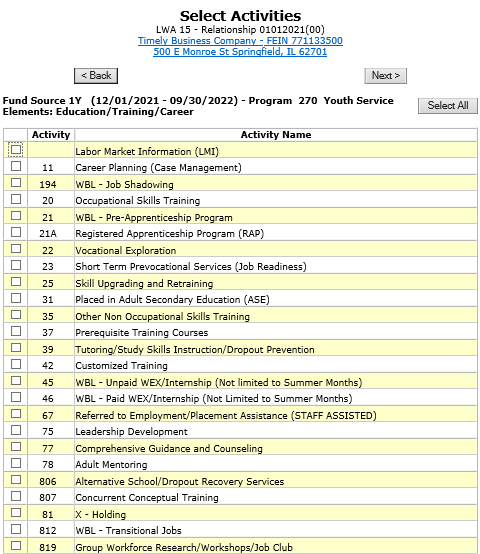 Select Activities
LWA 15 - Relationship 01012021(00)
Timely Business Company - FEIN 771133500
500 E Monroe St Springfield, IL 62701
< Back
Next >
Fund Source 1Y (12/01/2021 - 09/30/2022) - Program 270 Youth Service
Elements: Education/Training/Career
Select All
Activity Activity Name
Labor Market Information (LMI)
11 Career Planning (Case Management)
194 WBL - Job Shadowing
20 Occupational Skills Training
21 WBL - Pre-Apprenticeship Program
21A Registered Apprenticeship Program (RAP)
22 Vocational Exploration
23 Short Term Prevocational Services (Job Readiness)
25 Skill Upgrading and Retraining
31 Placed in Adult Secondary Education (ASE)
35 Other Non Occupational Skills Training
37 Prerequisite Training Courses
39 Tutoring/Study Skills Instruction/Dropout Prevention
42 Customized Training
45 WBL - Unpaid WEX/Internship (Not limited to Summer Months)
46 WBL - Paid WEX/Internship (Not Limited to Summer Months)
67 Referred to Employment/Placement Assistance (STAFF ASSISTED)
75 Leadership Development
77 Comprehensive Guidance and Counseling
78 Adult Mentoring
806 Alternative School/Dropout Recovery Services
807 Concurrent Conceptual Training
81 X - Holding
812 WBL - Transitional Jobs
819 Group Workforce Research/Workshops/Job Club